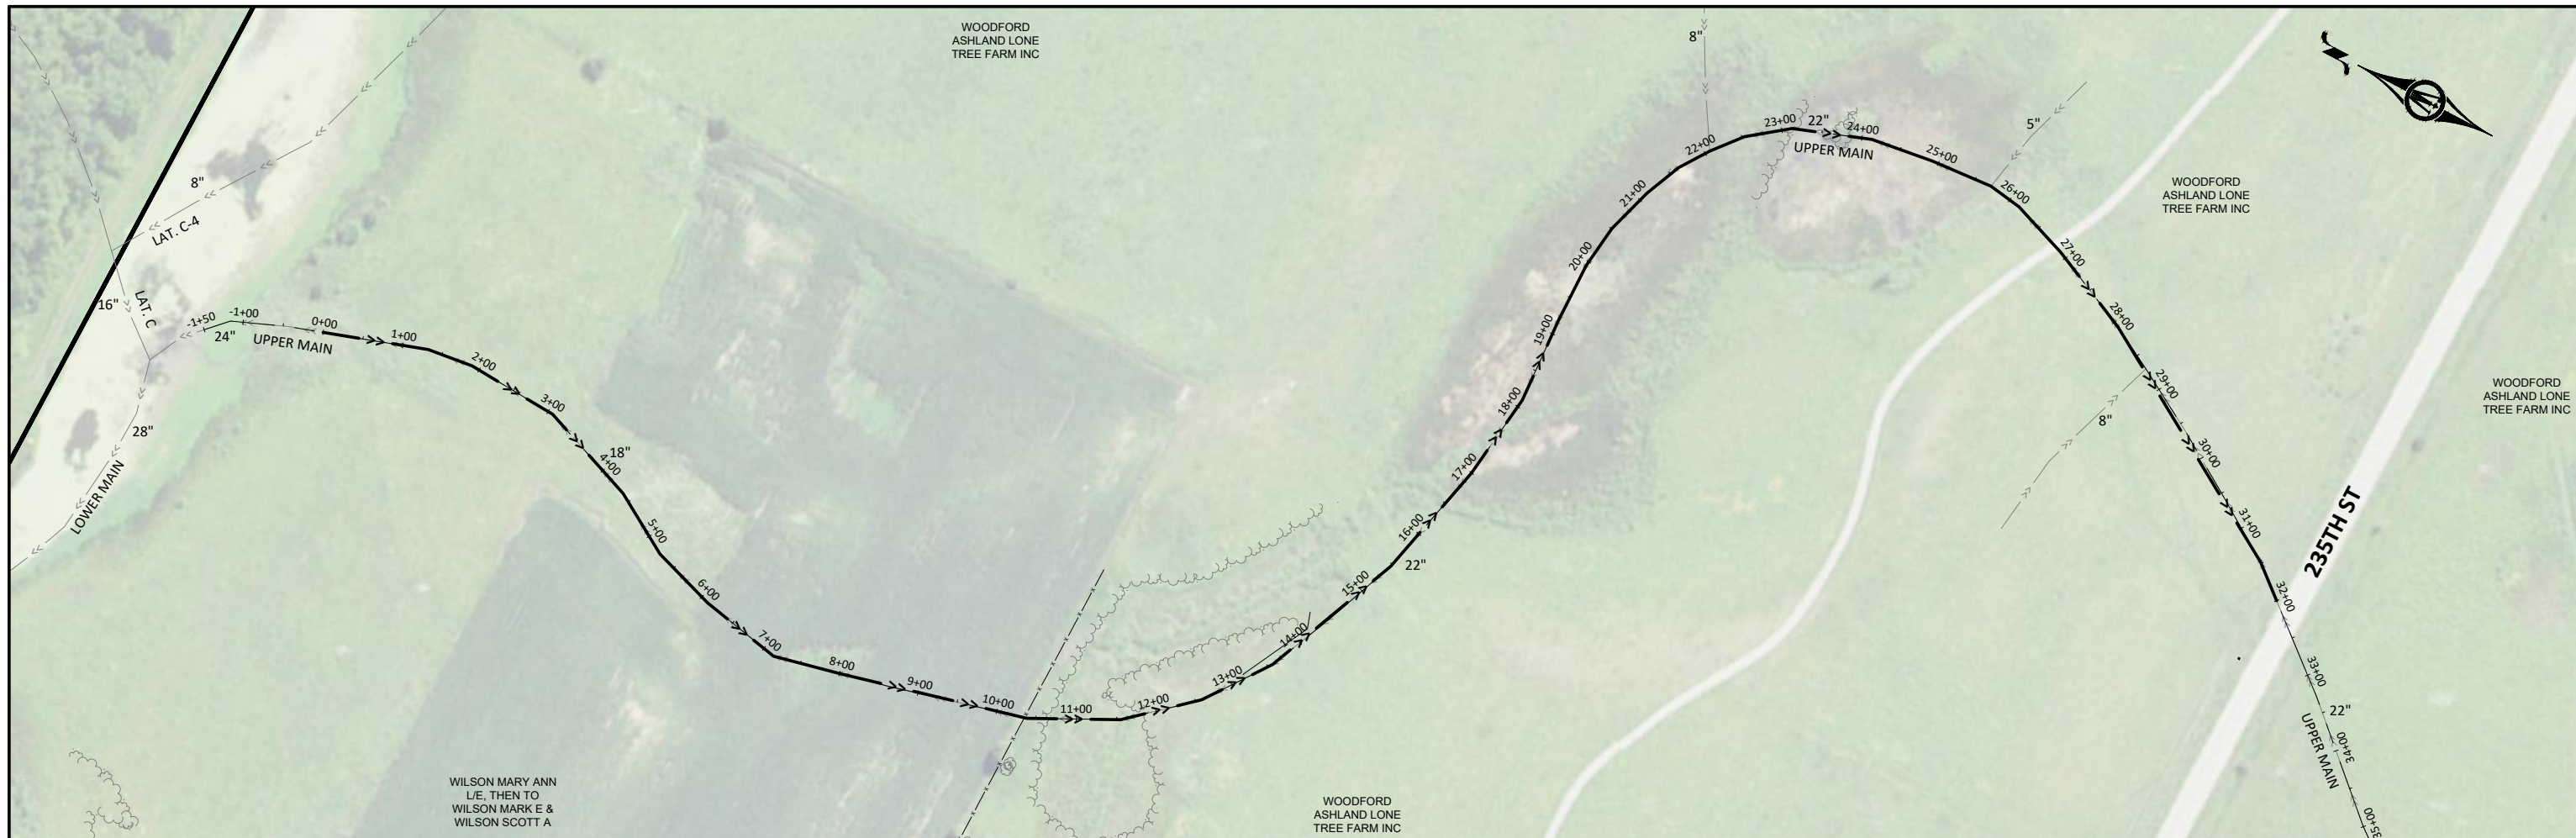 WOODFORD
ASHLAND LONE
TREE FARM INC
8"
N
5"
WOODFORD
ASHLAND LONE
TREE FARM INC
23+00
22"
24+00
UPPER MAIN
22+00
25+00
26+00
8"
LAT. C-4
21+00
20+00
27+00
16"
LAT. C
-1+50
-1+00
24"
UPPER MAIN
0+00
1+00
2+00
3+00
18"
4+00
5+00
6+00
7+00
8+00
9+00
10+00
11+00
12+00
13+00
14+00
15+00
16+00
22"
17+00
18+00
19+00
28+00
29+00
8"
30+00
31+00
32+00
235TH ST
WOODFORD
ASHLAND LONE
TREE FARM INC
28"
LOWER MAIN
33+00
22"
34+00
UPPER MAIN
35+00
WILSON MARY ANN
L/E, THEN TO
WILSON MARK E &
WILSON SCOTT A
WOODFORD
ASHLAND LONE
TREE FARM INC